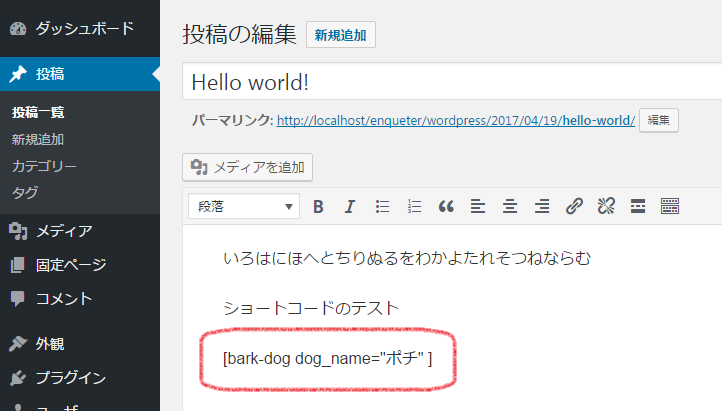 ダッシュボード
投稿
投稿一覧
新規追加
カテゴリー
タグ
メディア
固定ページ
コメント
外観
プラグイン
ユーザー
投稿の編集 新規追加
Hello world!
パーマリンク: http://localhost/enqueter/wordpress/2017/04/19/hello-world/ 編集
メディアを追加
段落 B I
いろはにほへとちりぬるをわかよたれそつねならむ
ショートコードのテスト
[bark-dog dog_name="ポチ" ]